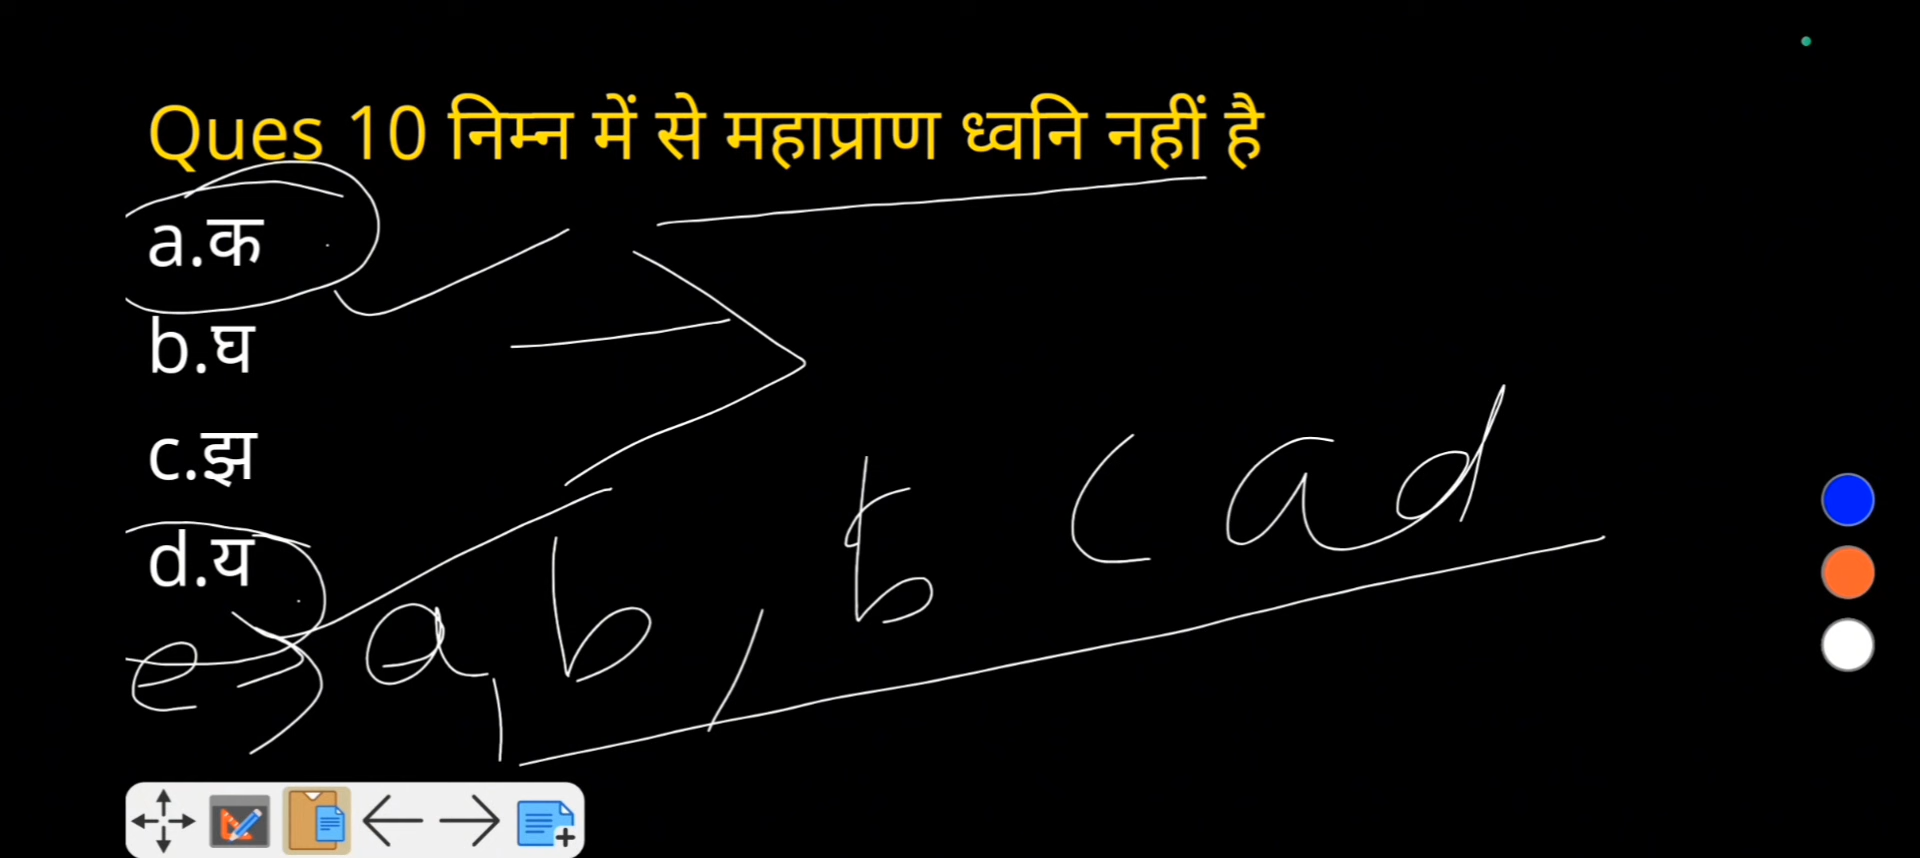 Ques 10 निम्न में से महाप्राण ध्वनि नहीं है
a.क
b.घ
c.झ
d.य
e→ a, b, b c a d